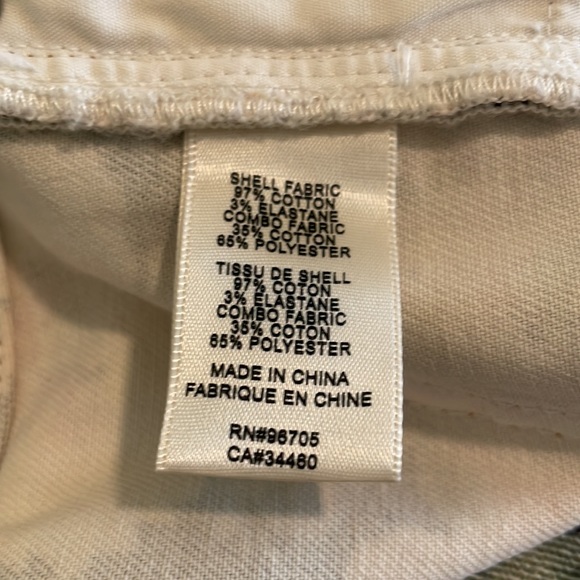 SHELL FABRIC
97% COTTON
3% ELASTANE
COMBO FABRIC
35% COTTON
65% POLYESTER
TISSU DE SHELL
97% COTON
3% ELASTANE
COMBO FABRIC
35% COTON
65% POLYESTER
MADE IN CHINA
FABRIQUE EN CHINE
RN#96705
CA#34460